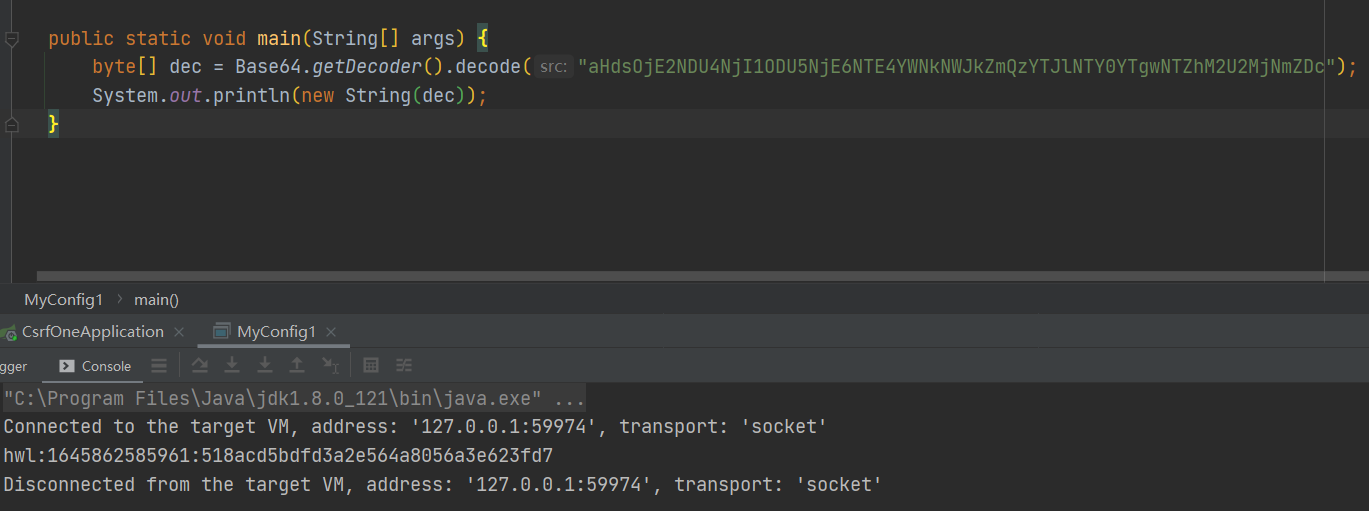 public static void main(String[] args) {
byte[] dec = Base64.getDecoder().decode( src: "aHdsOjE2NDU4NjI1ODU5NjE6NTE4YWNkNWJkZmQzYTJlNTY0YTgwNTZhM2U2MjNmZDc");
System.out.println(new String(dec));
}
MyConfig1 > main()
CsrfOneApplication × MyConfig1 ×
gger Console
"C:\Program Files\Java\jdk1.8.0_121\bin\java.exe" ...
Connected to the target VM, address: '127.0.0.1:59974', transport: 'socket'
hwl:1645862585961:518acd5bdfd3a2e564a8056a3e623fd7
Disconnected from the target VM, address: '127.0.0.1:59974', transport: 'socket'